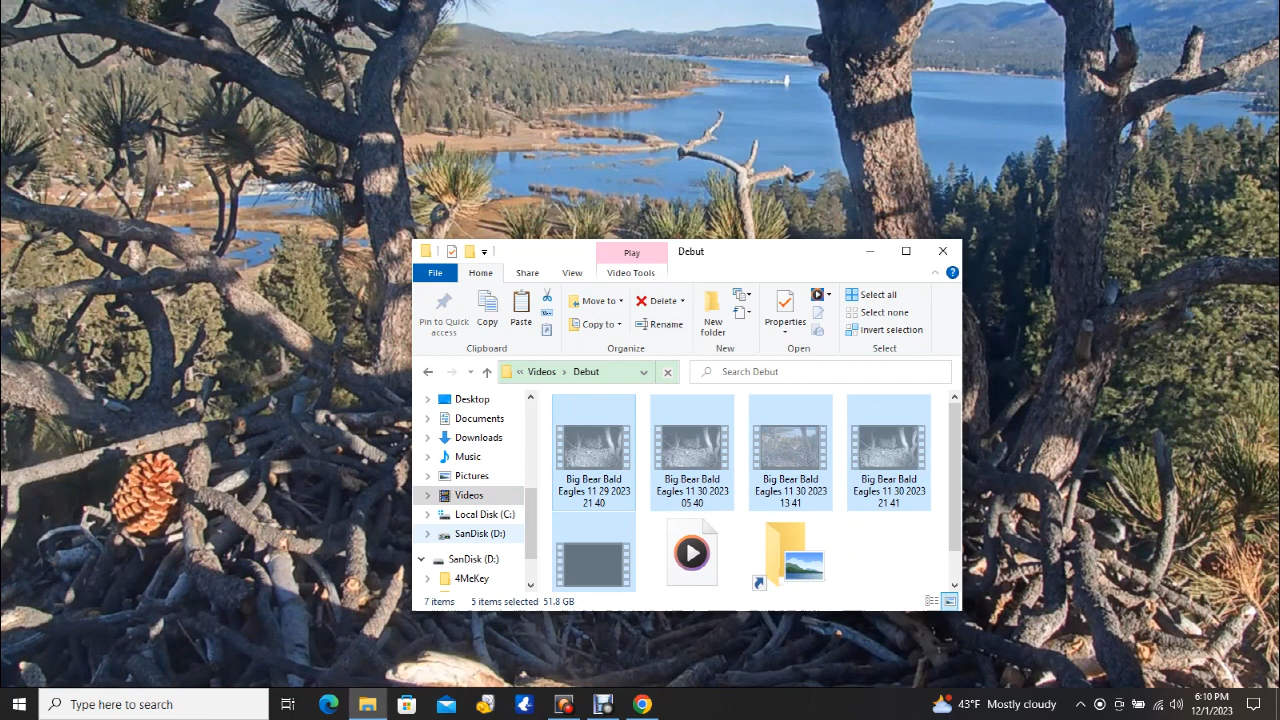 Play
Debut
File
Home
Share
View
Video Tools
Pin to Quick
access
Copy
Paste
Move to
Copy to
Delete
Rename
New
folder
Properties
Select all
Select none
Invert selection
Clipboard
Organize
New
Open
Select
« Videos › Debut
Search Debut
Desktop
Documents
Downloads
Music
Pictures
Videos
Local Disk (C:)
SanDisk (D:)
SanDisk (D:)
4MeKey
Big Bear Bald
Eagles 11 29 2023
21 40
Big Bear Bald
Eagles 11 30 2023
05 40
Big Bear Bald
Eagles 11 30 2023
13 41
Big Bear Bald
Eagles 11 30 2023
21 41
7 items 5 items selected 51.8 GB
Type here to search
43°F Mostly cloudy
6:10 PM
12/1/2023